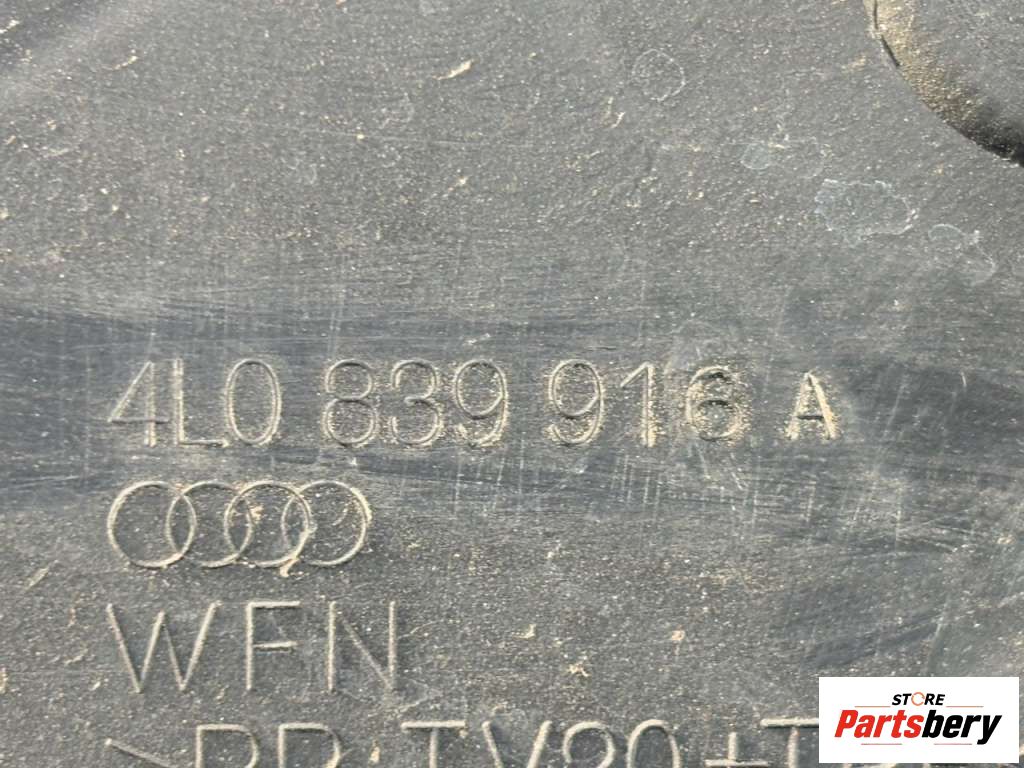 4L0 839 916 A
WFN
STORE
Partsbery